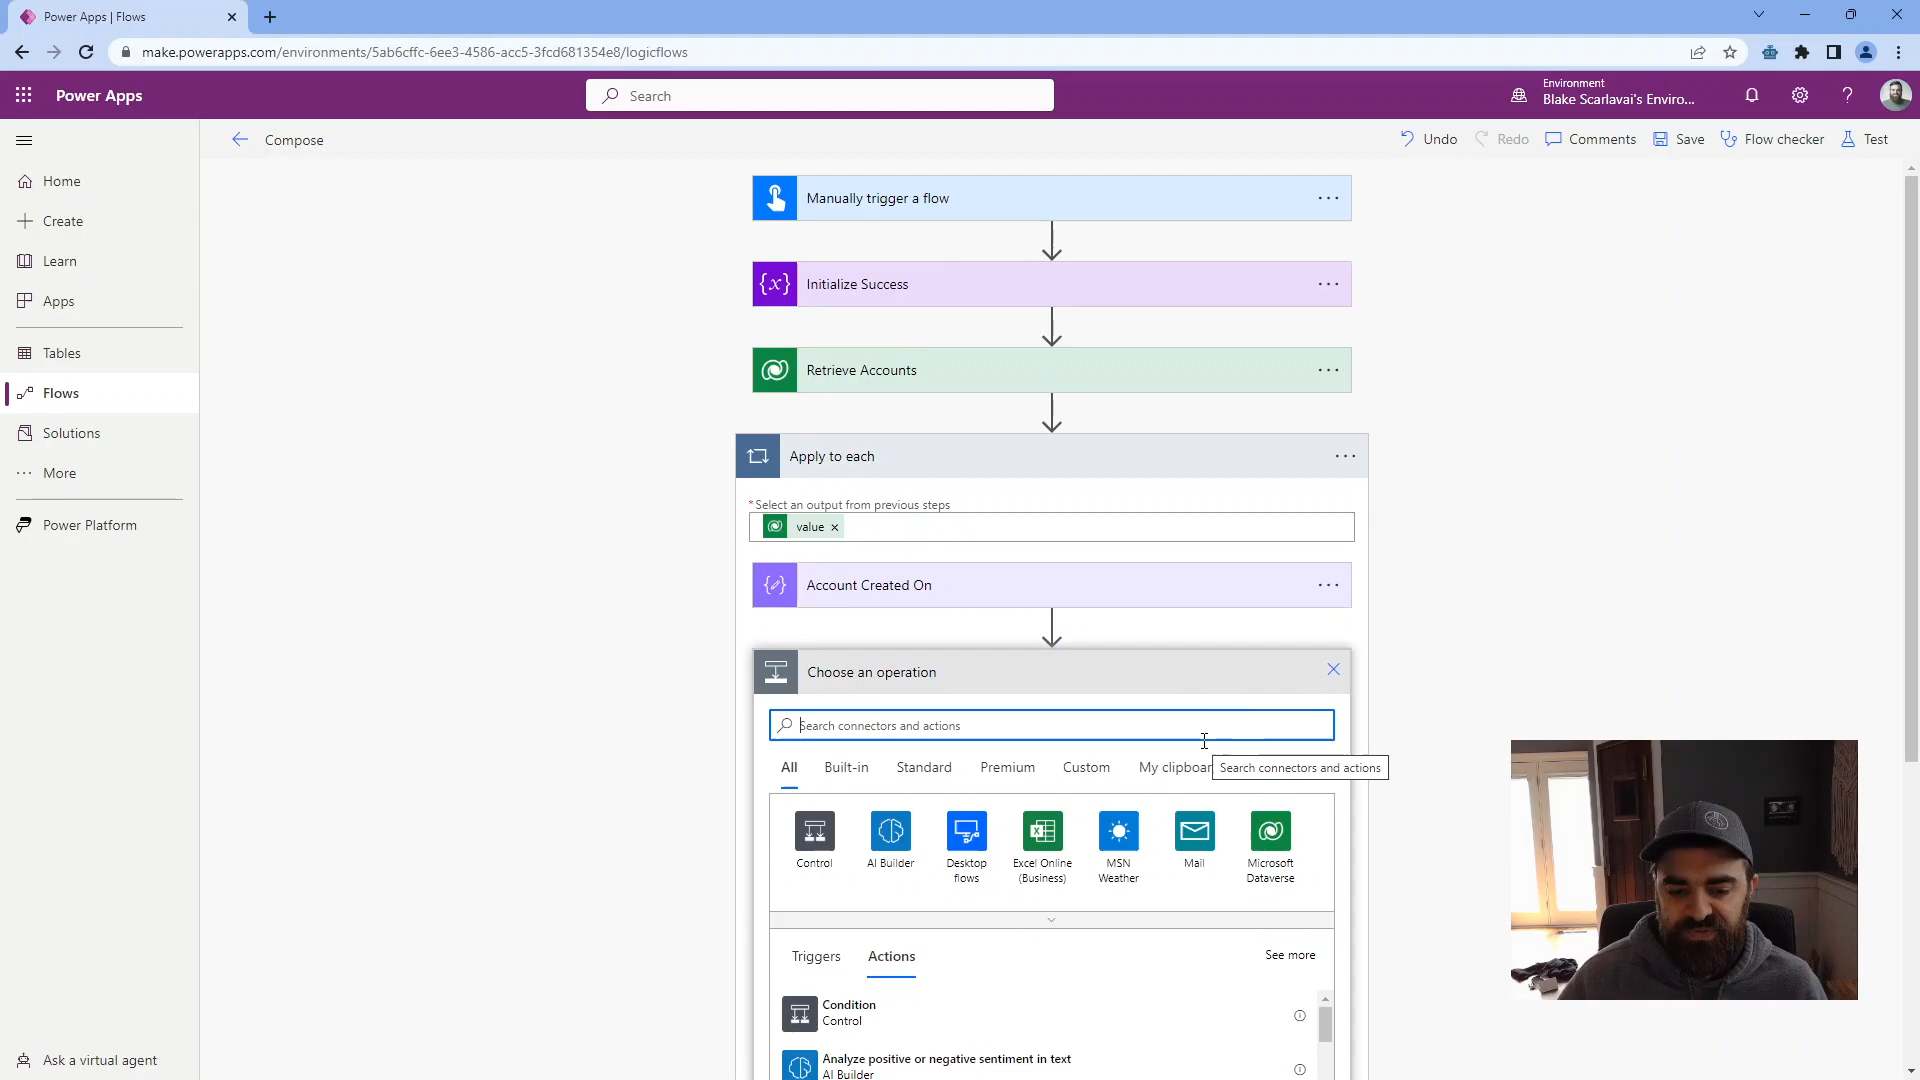 Power Apps | Flows
make.powerapps.com/environments/5ab6cffc-6ee3-4586-acc5-3fcd681354e8/logicflows
Power Apps
Search
Environment
Blake Scarlavai's Enviro...
Compose
Undo
Redo
Comments
Save
Flow checker
Test
Home
Create
Learn
Apps
Tables
Flows
Solutions
More
Power Platform
Ask a virtual agent
Manually trigger a flow
Initialize Success
Retrieve Accounts
Apply to each
* Select an output from previous steps
value
Account Created On
Choose an operation
Search connectors and actions
All
Built-in
Standard
Premium
Custom
My clipboar
Search connectors and actions
Control
AI Builder
Desktop flows
Excel Online (Business)
MSN Weather
Mail
Microsoft Dataverse
Triggers
Actions
See more
Condition
Control
Analyze positive or negative sentiment in text
AI Builder